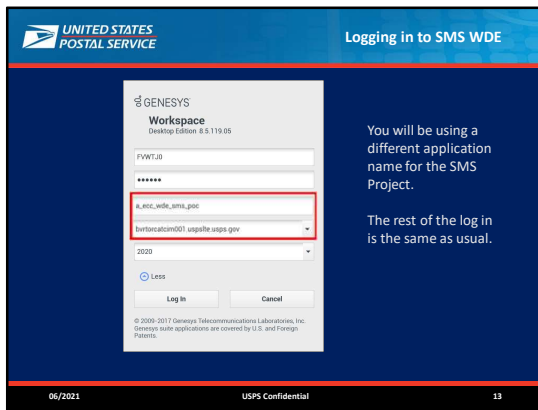 UNITED STATES
POSTAL SERVICE
Logging in to SMS WDE
GENESYS
Workspace
Desktop Edition 8.5.119.05
FVWTJ0
••••••
a_ecc_wde_sms_poc
bvrtorcatcim001.uspslte.usps.gov
2020
Less
Log In
Cancel
© 2009-2017 Genesys Telecommunications Laboratories, Inc.
Genesys suite applications are covered by U.S. and Foreign
Patents.
You will be using a
different application
name for the SMS
Project.
The rest of the log in
is the same as usual.
06/2021
USPS Confidential
13